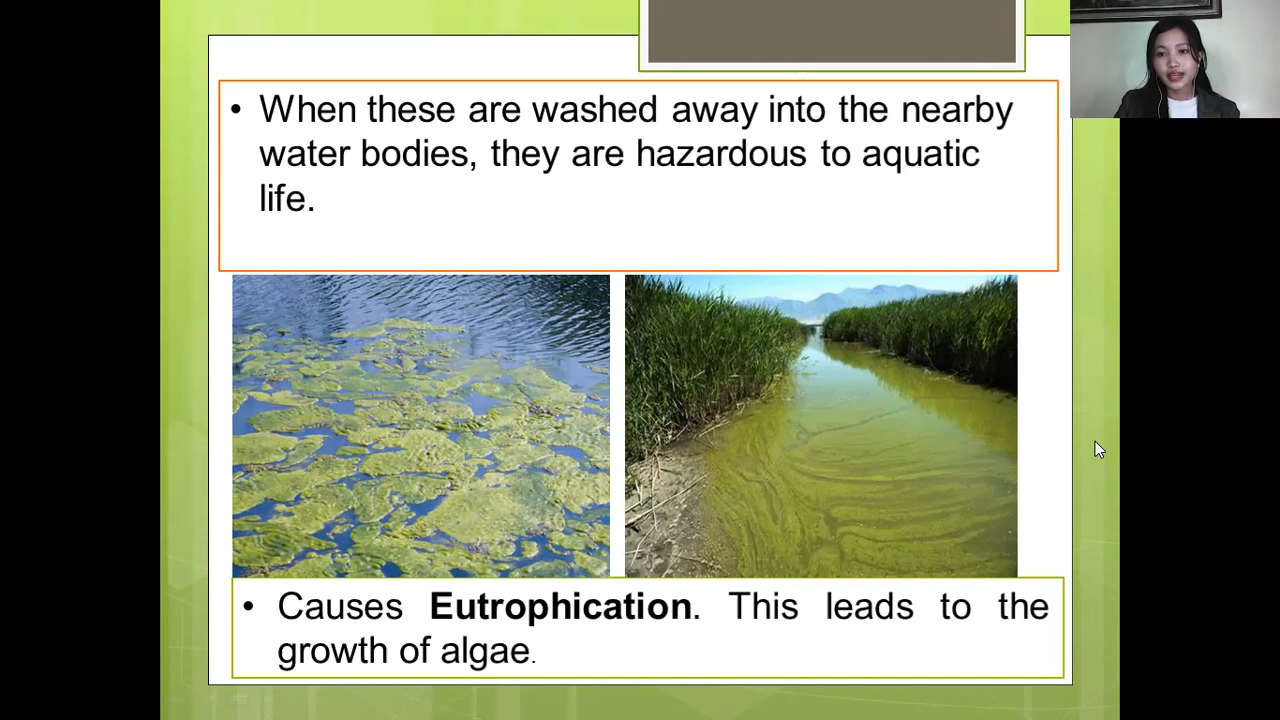 • When these are washed away into the nearby
water bodies, they are hazardous to aquatic
life.
• Causes Eutrophication. This leads to the
growth of algae.